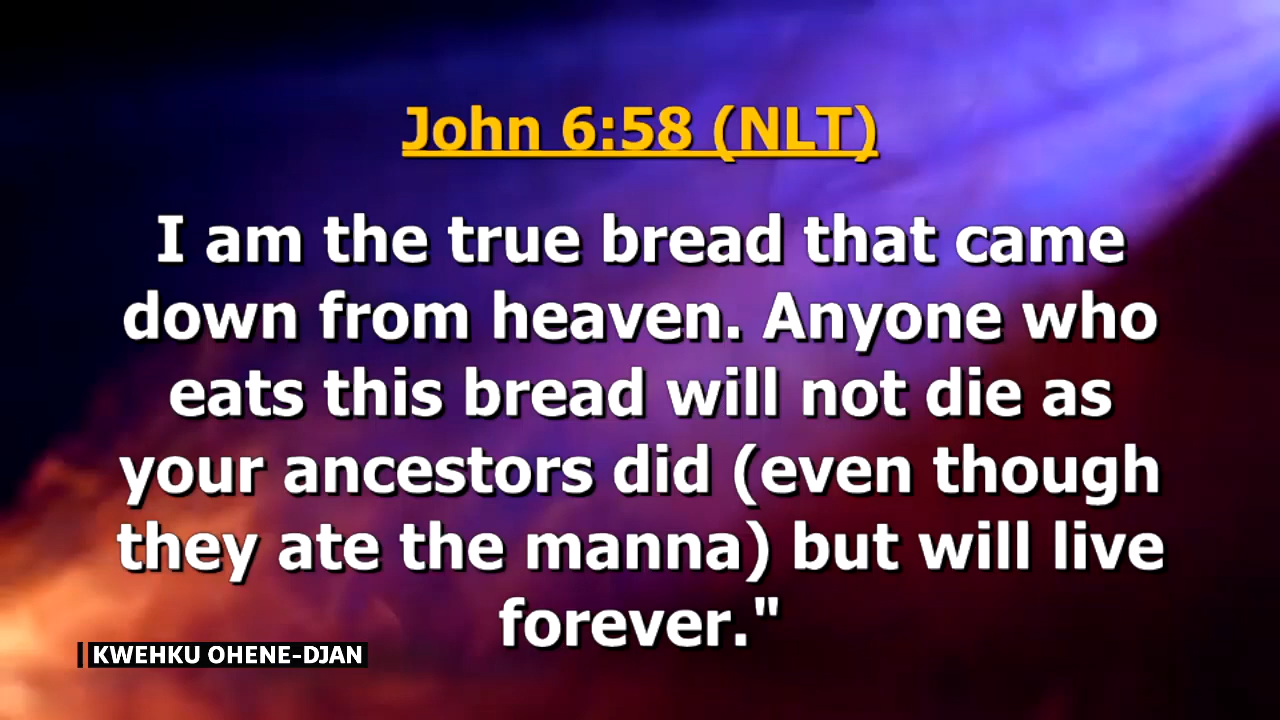 John 6:58 (NLT)
I am the true bread that came
down from heaven. Anyone who
eats this bread will not die as
your ancestors did (even though
they ate the manna) but will live
forever."
KWEHKU OHENE-DJAN